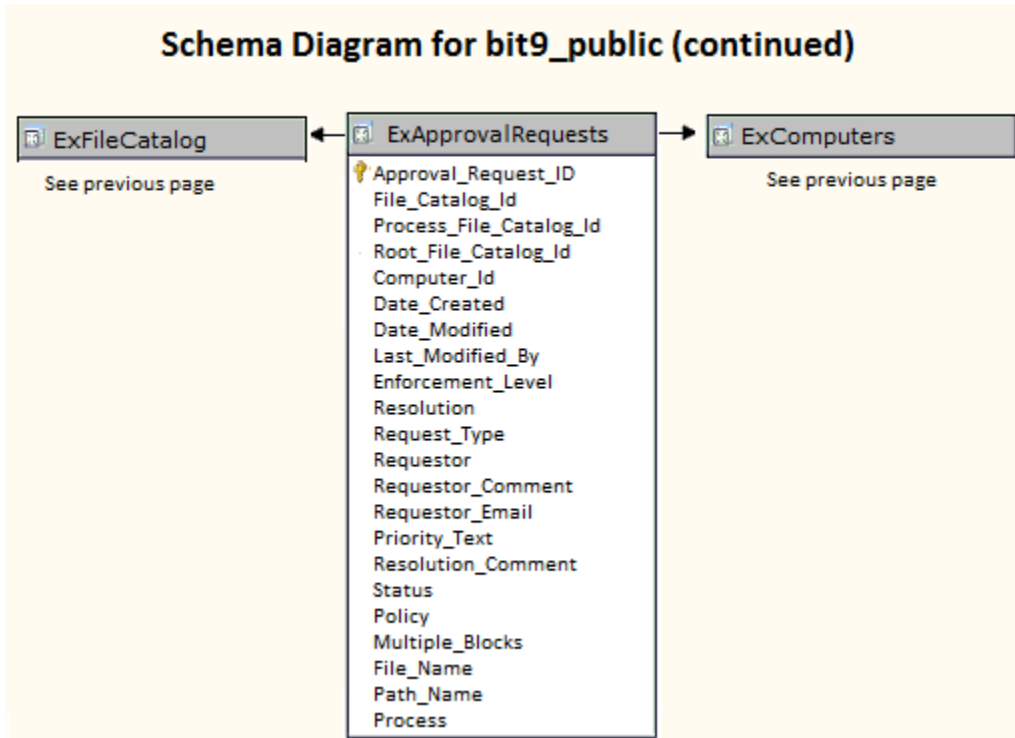 Schema Diagram for bit9_public (continued)
ExFileCatalog
See previous page
ExApprovalRequests
Approval_Request_ID
File_Catalog_Id
Process_File_Catalog_Id
Root_File_Catalog_Id
Computer_Id
Date_Created
Date_Modified
Last_Modified_By
Enforcement_Level
Resolution
Request_Type
Requestor
Requestor_Comment
Requestor_Email
Priority_Text
Resolution_Comment
Status
Policy
Multiple_Blocks
File_Name
Path_Name
Process
ExComputers
See previous page